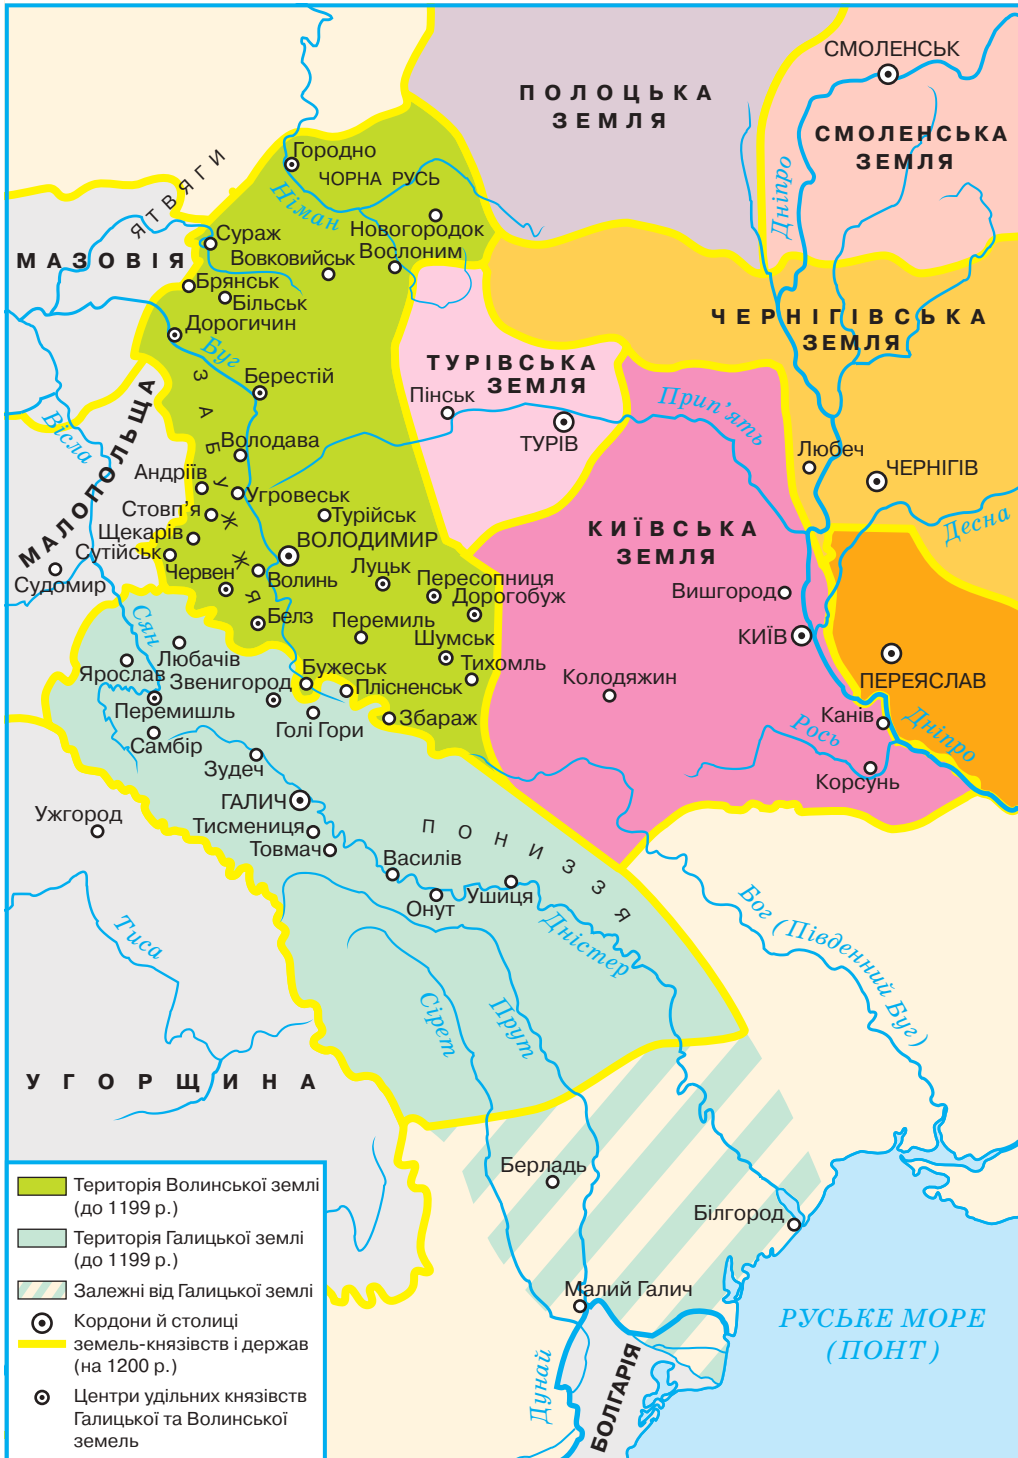 СМОЛЕНСЬК
ПОЛОЦЬКА
ЗЕМЛЯ
СМОЛЕНСЬКА
ЗЕМЛЯ
Дніпро
Городно
ЧОРНА РУСЬ
ЯТВЯГИ
Німан
Новогородок
Сураж
Вослоним
Вовковийськ
МАЗОВІЯ
Брянськ
Більськ
Дорогичин
Буг
ЧЕРНІГІВСЬКА
ЗЕМЛЯ
ТУРІВСЬКА
ЗЕМЛЯ
Берестій
ЗАБУЖЖЯ
Пінськ
Прип'ять
ТУРІВ
Вісла
МАЛОПОЛЬЩА
Володава
Любеч
ЧЕРНІГІВ
Андріїв
Угровеськ
Стовп'я
Турійськ
Десна
Щекарів
ВОЛОДИМИР
КИЇВСЬКА
ЗЕМЛЯ
Сутійськ
Судомир
Червен
Волинь
Луцьк
Пересопниця
Дорогобуж
Вишгород
Белз
Перемиль
Шумськ
КИЇВ
Сян
Любачів
Ярослав
Звенигород
Бужеськ
Тихомль
Плісненськ
Колодяжин
ПЕРЕЯСЛАВ
Перемишль
Голі Гори
Збараж
Канів
Дніпро
Самбір
Рось
Зудеч
Корсунь
ГАЛИЧ
Ужгород
Тисмениця
ПОНИЗЗЯ
Товмач
Василів
Онут
Ушиця
Тиса
Дністер
Бог (Південний Буг)
Сірет
Прут
УГОРЩИНА
Берладь
Білгород
Малий Галич
РУСЬКЕ МОРЕ
(ПОНТ)
Дунай
БОЛГАРІЯ
Територія Волинської землі
(до 1199 р.)
Територія Галицької землі
(до 1199 р.)
Залежні від Галицької землі
Кордони й столиці
земель-князівств і держав
(на 1200 р.)
Центри удільних князівств
Галицької та Волинської
земель